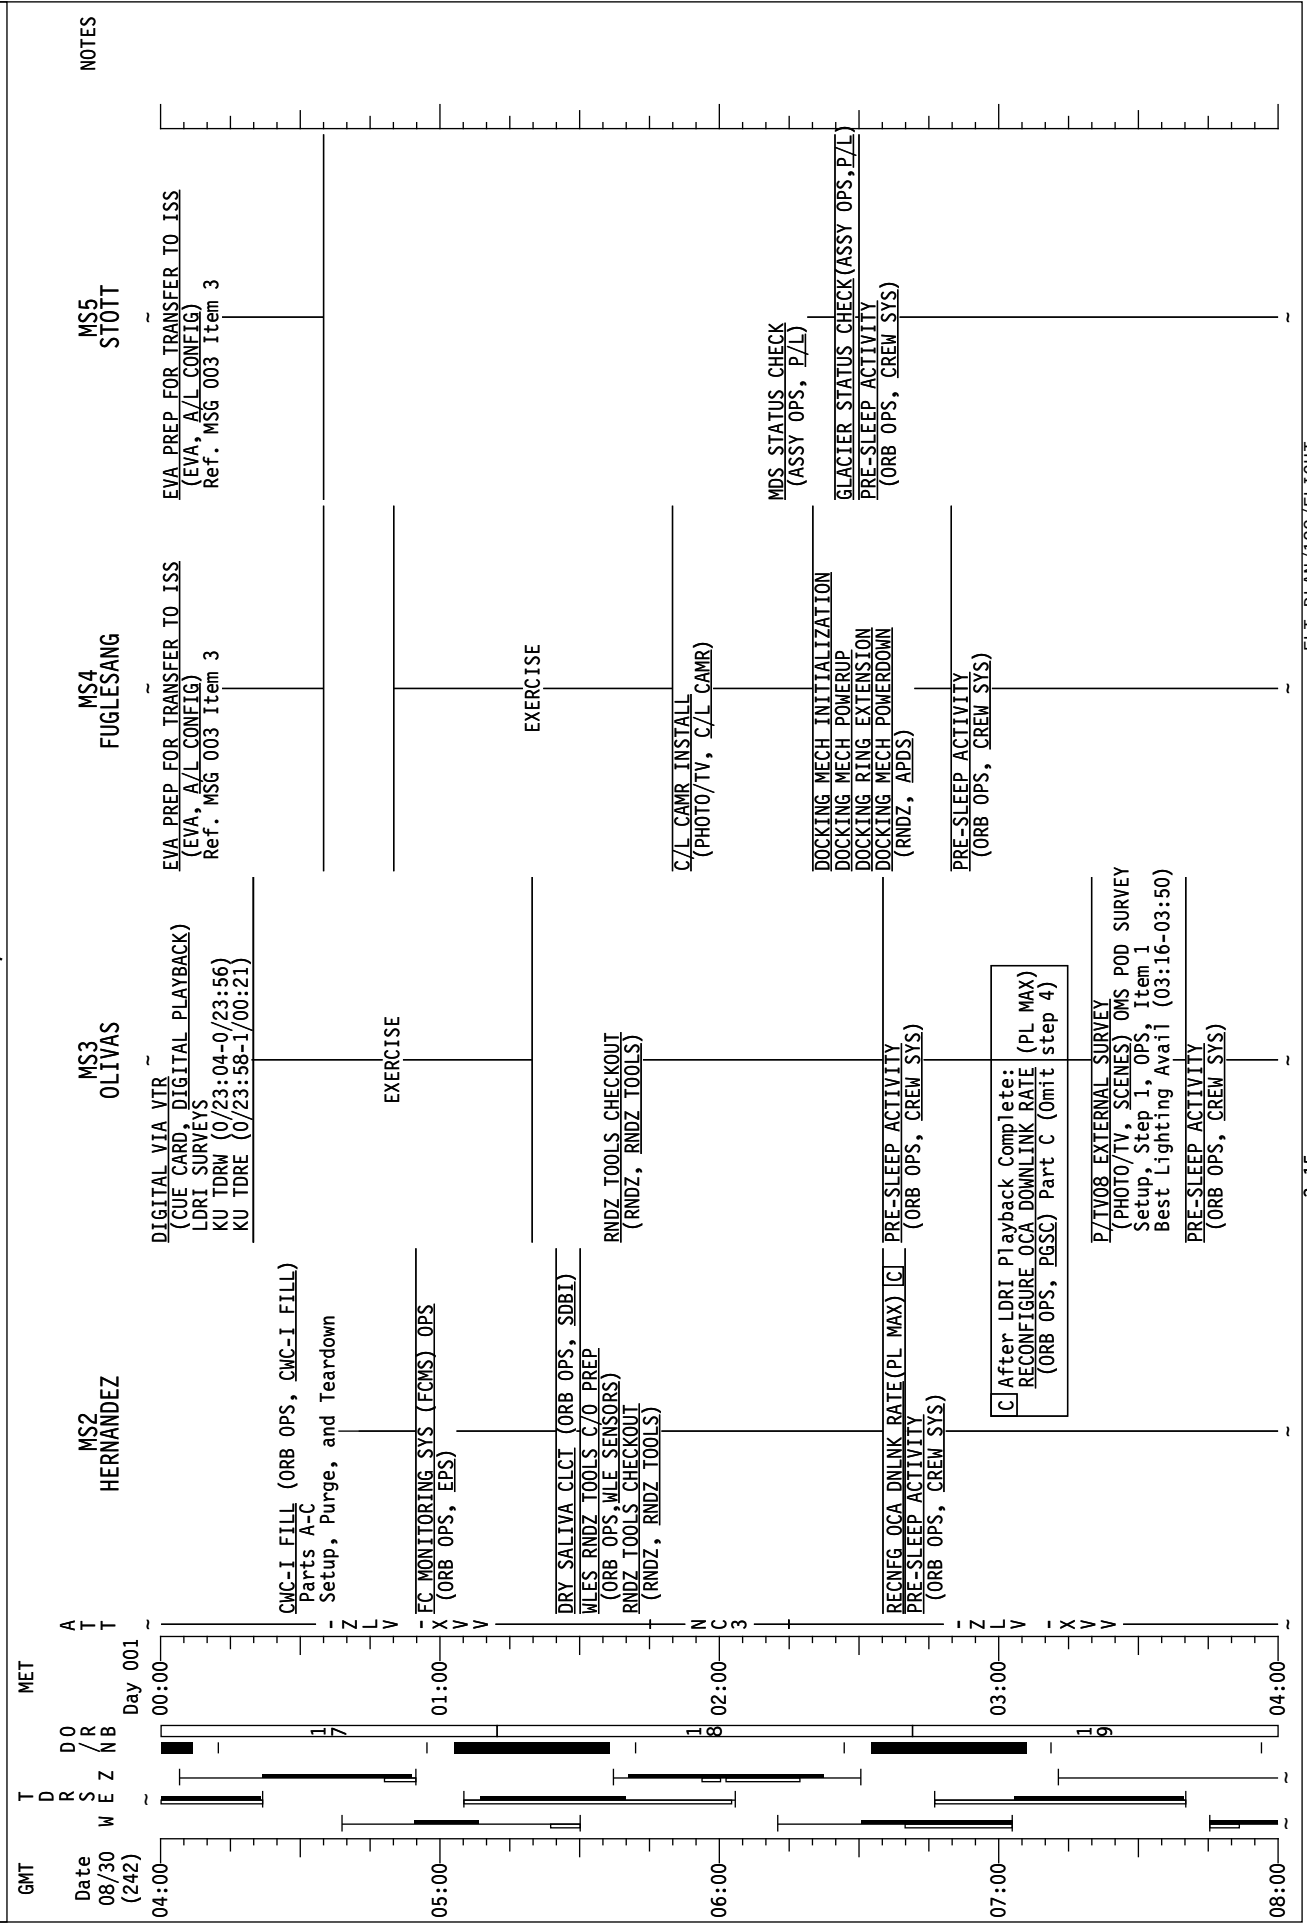 GMT
Date
08/30
(242)
T
D
R
S
W E Z
D O
/ R
N B
MET
Day 001
A
T
T
MS2
HERNANDEZ
MS3
OLIVAS
MS4
FUGLESANG
MS5
STOTT
NOTES
04:00
05:00
06:00
07:00
08:00
17
18
19
00:00
01:00
02:00
03:00
04:00
-ZLV
-XVV
NC3
-ZLV
-XVV
CWC-I FILL (ORB OPS, CWC-I FILL)
Parts A-C
Setup, Purge, and Teardown
FC MONITORING SYS (FCMS) OPS
(ORB OPS, EPS)
DRY SALIVA CLCT (ORB OPS, SDBI)
WLES RNDZ TOOLS C/O PREP
(ORB OPS,WLE SENSORS)
RNDZ TOOLS CHECKOUT
(RNDZ, RNDZ TOOLS)
RECNFG OCA DNLNK RATE(PL MAX) C
PRE-SLEEP ACTIVITY
(ORB OPS, CREW SYS)
C After LDRI Playback Complete:
RECONFIGURE OCA DOWNLINK RATE (PL MAX)
(ORB OPS, PGSC) Part C (Omit step 4)
DIGITAL VIA VTR
(CUE CARD, DIGITAL PLAYBACK)
LDRI SURVEYS
KU TDRW (0/23:04-0/23:56)
KU TDRE (0/23:58-1/00:21)
EXERCISE
RNDZ TOOLS CHECKOUT
(RNDZ, RNDZ TOOLS)
PRE-SLEEP ACTIVITY
(ORB OPS, CREW SYS)
P/TV08 EXTERNAL SURVEY
(PHOTO/TV, SCENES) OMS POD SURVEY
Setup, Step 1, OPS, Item 1
Best Lighting Avail (03:16-03:50)
PRE-SLEEP ACTIVITY
(ORB OPS, CREW SYS)
EVA PREP FOR TRANSFER TO ISS
(EVA, A/L CONFIG)
Ref. MSG 003 Item 3
EXERCISE
C/L CAMR INSTALL
(PHOTO/TV, C/L CAMR)
DOCKING MECH INITIALIZATION
DOCKING MECH POWERUP
DOCKING RING EXTENSION
DOCKING MECH POWERDOWN
(RNDZ, APDS)
PRE-SLEEP ACTIVITY
(ORB OPS, CREW SYS)
EVA PREP FOR TRANSFER TO ISS
(EVA, A/L CONFIG)
Ref. MSG 003 Item 3
MDS STATUS CHECK
(ASSY OPS, P/L)
GLACIER STATUS CHECK(ASSY OPS,P/L)
PRE-SLEEP ACTIVITY
(ORB OPS, CREW SYS)